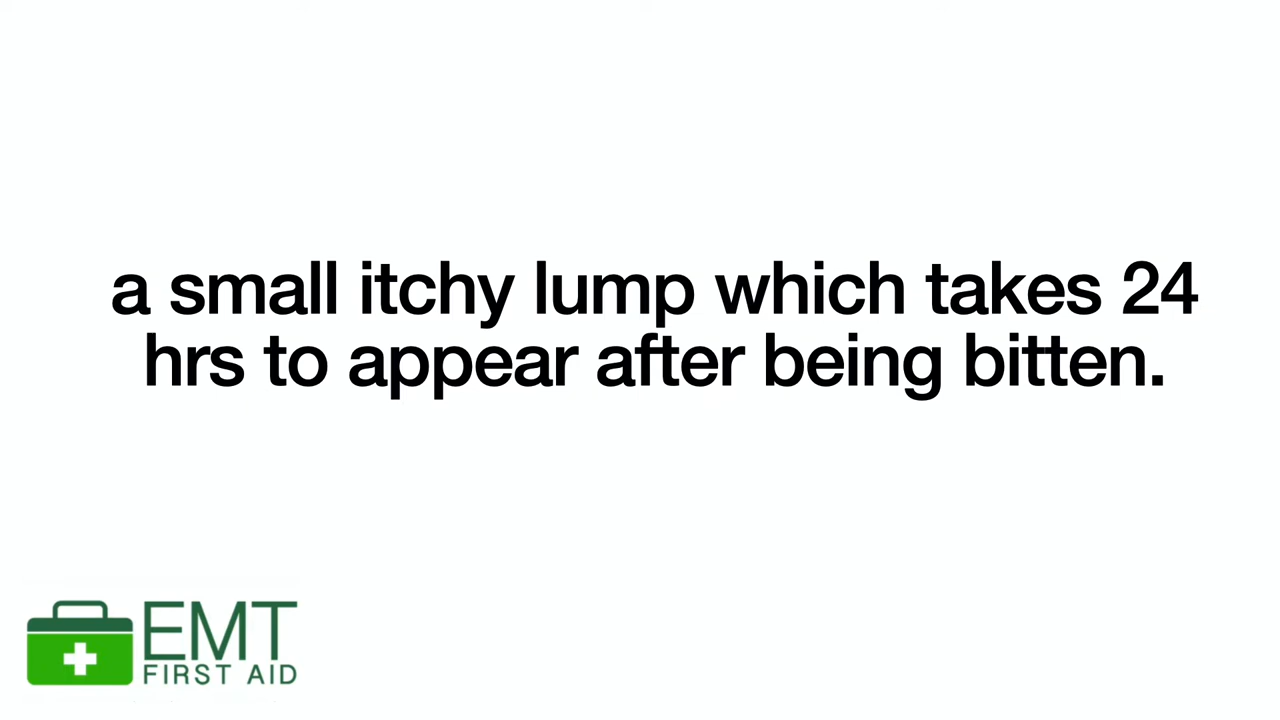 a small itchy lump which takes 24
hrs to appear after being bitten.
EMT
FIRST AID